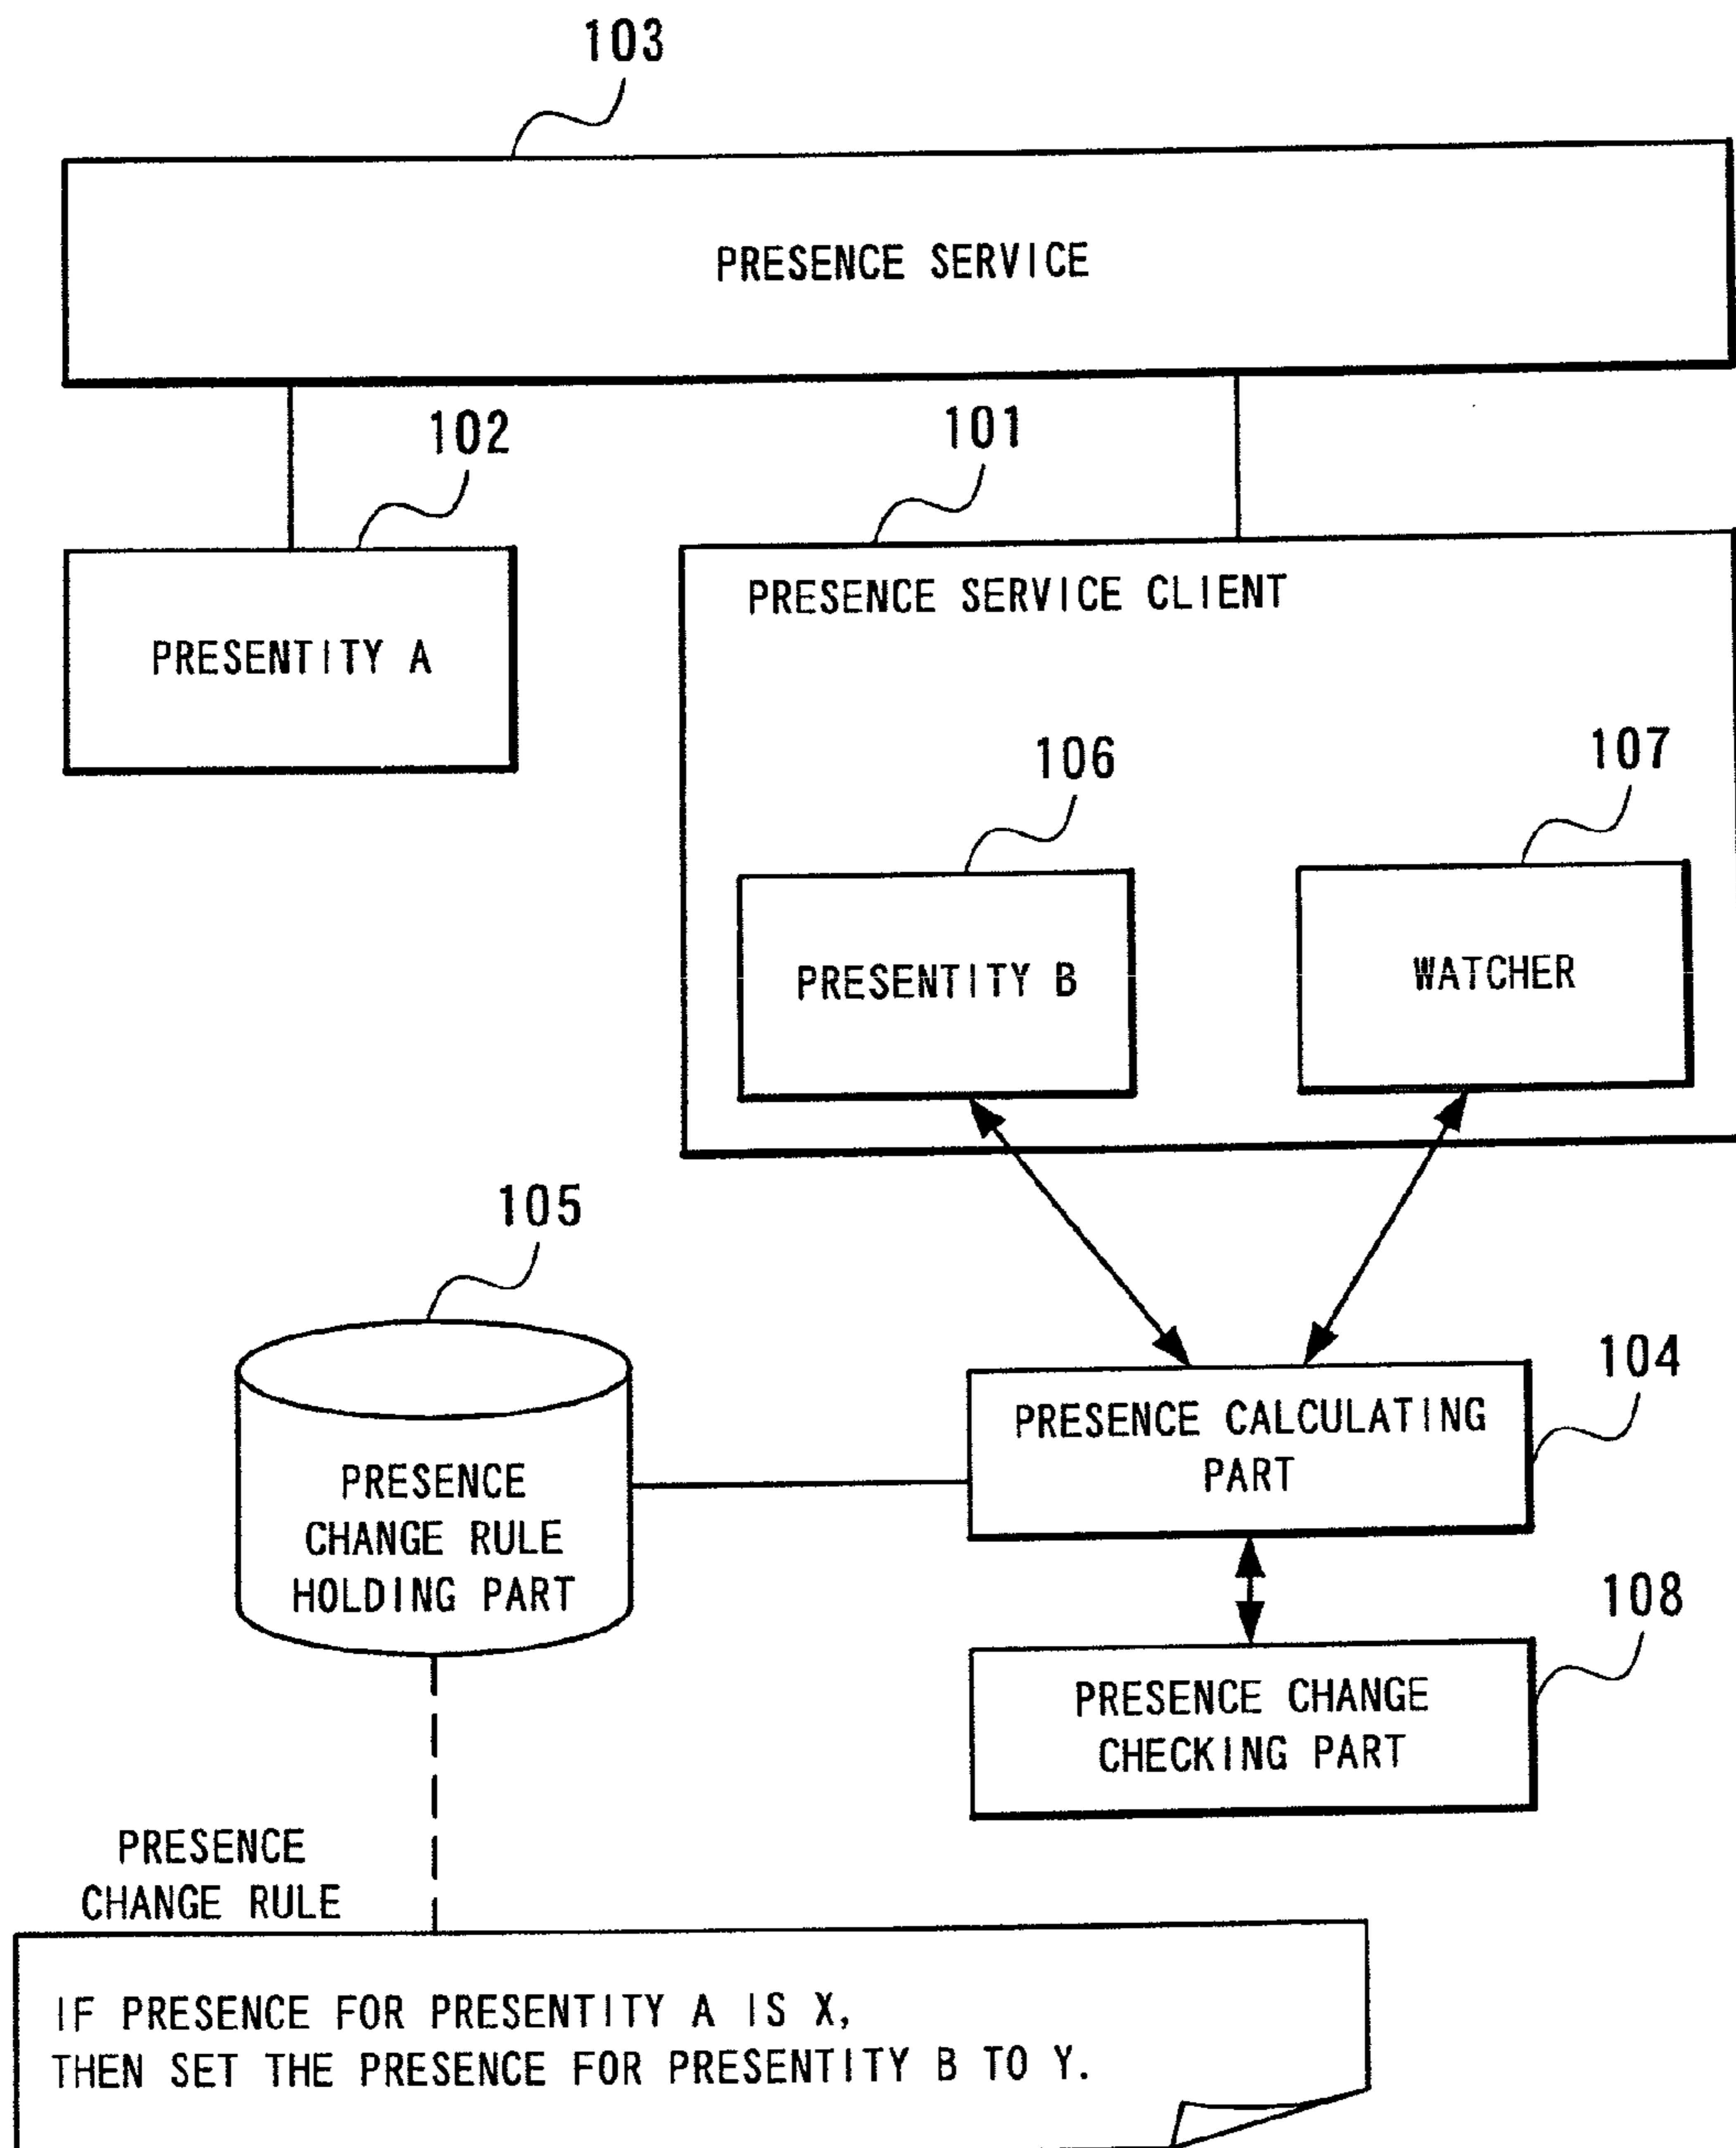 103
PRESENCE SERVICE
102
101
PRESENTITY A
PRESENCE SERVICE CLIENT
106
107
PRESENTITY B
WATCHER
105
104
PRESENCE CALCULATING
PART
PRESENCE
CHANGE RULE
HOLDING PART
108
PRESENCE CHANGE
CHECKING PART
PRESENCE
CHANGE RULE
IF PRESENCE FOR PRESENTITY A IS X,
THEN SET THE PRESENCE FOR PRESENTITY B TO Y.